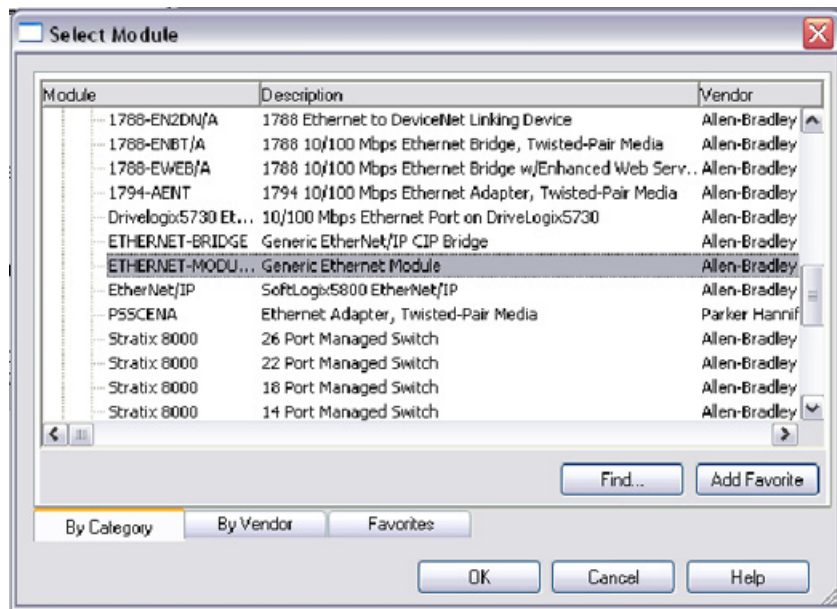 Select Module
Module Description Vendor
1788-EN2DN/A 1788 Ethernet to DeviceNet Linking Device Allen-Bradley
1788-ENBT/A 1788 10/100 Mbps Ethernet Bridge, Twisted-Pair Media Allen-Bradley
1788-EWEB/A 1788 10/100 Mbps Ethernet Bridge w/Enhanced Web Serv... Allen-Bradley
1794-AENT 1794 10/100 Mbps Ethernet Adapter, Twisted-Pair Media Allen-Bradley
Drivelogix5730 Et... 10/100 Mbps Ethernet Port on DriveLogix5730 Allen-Bradley
ETHERNET-BRIDGE Generic EtherNet/IP CIP Bridge Allen-Bradley
ETHERNET-MODU... Generic Ethernet Module Allen-Bradley
EtherNet/IP SoftLogix5800 EtherNet/IP Allen-Bradley
PSSCENA Ethernet Adapter, Twisted-Pair Media Parker Hannif
Stratix 8000 26 Port Managed Switch Allen-Bradley
Stratix 8000 22 Port Managed Switch Allen-Bradley
Stratix 8000 18 Port Managed Switch Allen-Bradley
Stratix 8000 14 Port Managed Switch Allen-Bradley
Find... Add Favorite
By Category By Vendor Favorites
OK Cancel Help